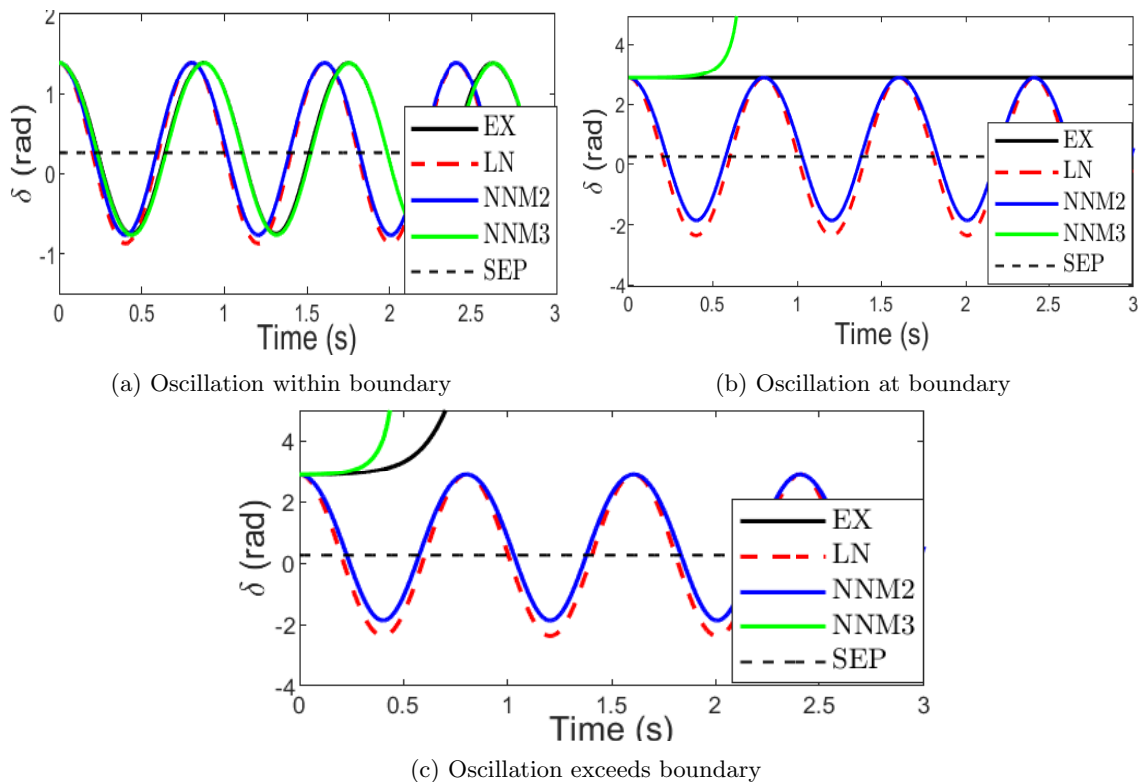 2
1
0
-1
δ (rad)
0
0.5
1
1.5
2
2.5
3
Time (s)
EX
LN
NNM2
NNM3
SEP
(a) Oscillation within boundary
4
2
0
-2
-4
δ (rad)
0
0.5
1
1.5
2
2.5
3
Time (s)
EX
LN
NNM2
NNM3
SEP
(b) Oscillation at boundary
4
2
0
-2
-4
δ (rad)
0
0.5
1
1.5
2
2.5
3
Time (s)
EX
LN
NNM2
NNM3
SEP
(c) Oscillation exceeds boundary